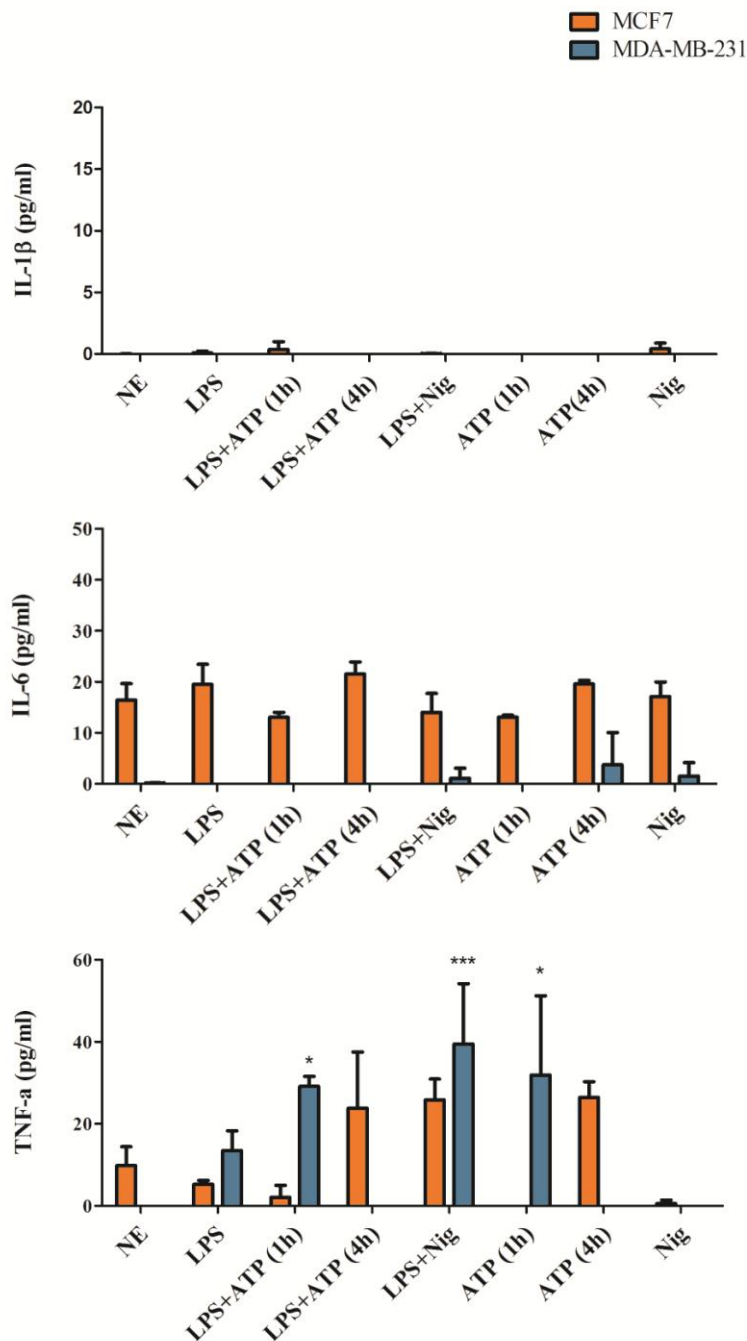 MCF7
MDA-MB-231
IL-1β (pg/ml)
20
15
10
5
0
NE
LPS
LPS+ATP (1h)
LPS+ATP (4h)
LPS+Nig
ATP (1h)
ATP(4h)
Nig
IL-6 (pg/ml)
50
40
30
20
10
0
NE
LPS
LPS+ATP (1h)
LPS+ATP (4h)
LPS+Nig
ATP (1h)
ATP (4h)
Nig
TNF-a (pg/ml)
60
40
20
0
*
***
*
NE
LPS
LPS+ATP (1h)
LPS+ATP (4h)
LPS+Nig
ATP (1h)
ATP (4h)
Nig